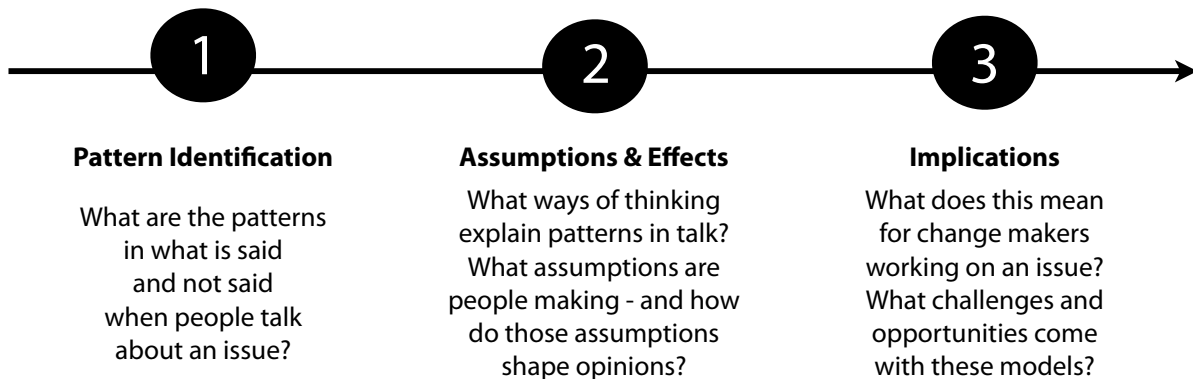 1
Pattern Identification
What are the patterns
in what is said
and not said
when people talk
about an issue?
2
Assumptions & Effects
What ways of thinking
explain patterns in talk?
What assumptions are
people making - and how
do those assumptions
shape opinions?
3
Implications
What does this mean
for change makers
working on an issue?
What challenges and
opportunities come
with these models?